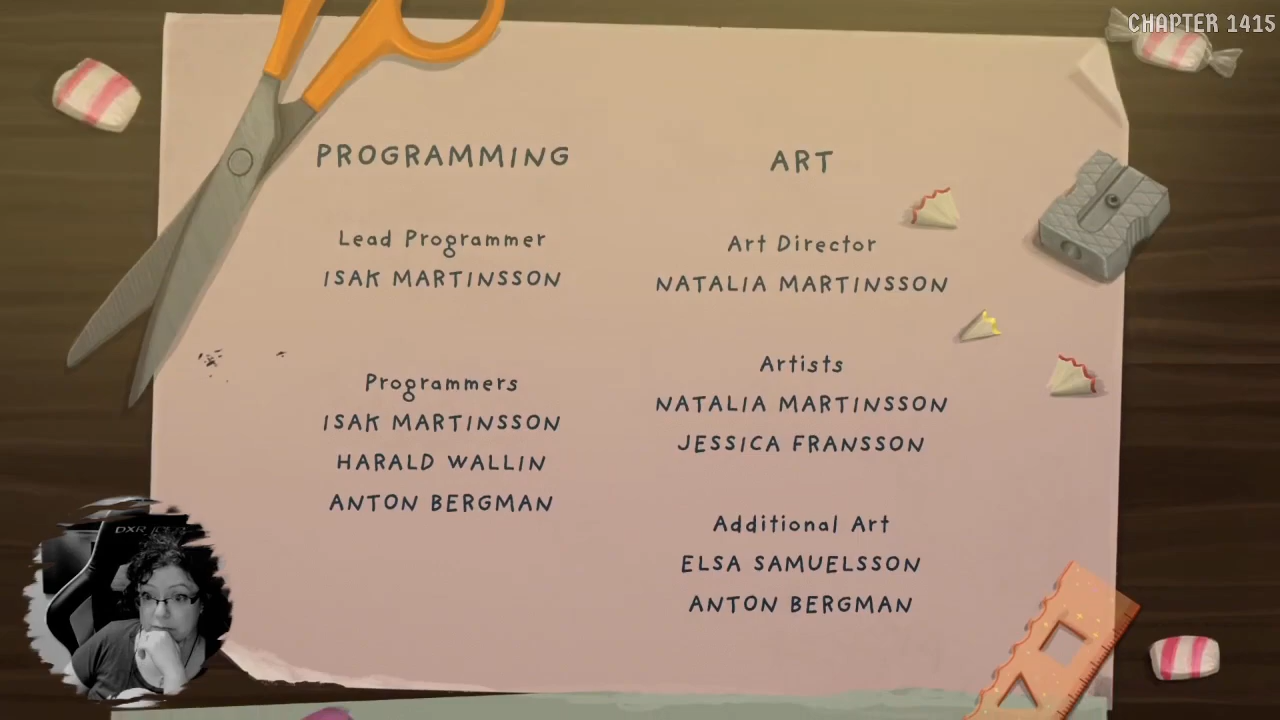 CHAPTER 1415
PROGRAMMING
Lead Programmer
ISAK MARTINSSON
Programmers
ISAK MARTINSSON
HARALD WALLIN
ANTON BERGMAN
ART
Art Director
NATALIA MARTINSSON
Artists
NATALIA MARTINSSON
JESSICA FRANSSON
Additional Art
ELSA SAMUELSSON
ANTON BERGMAN